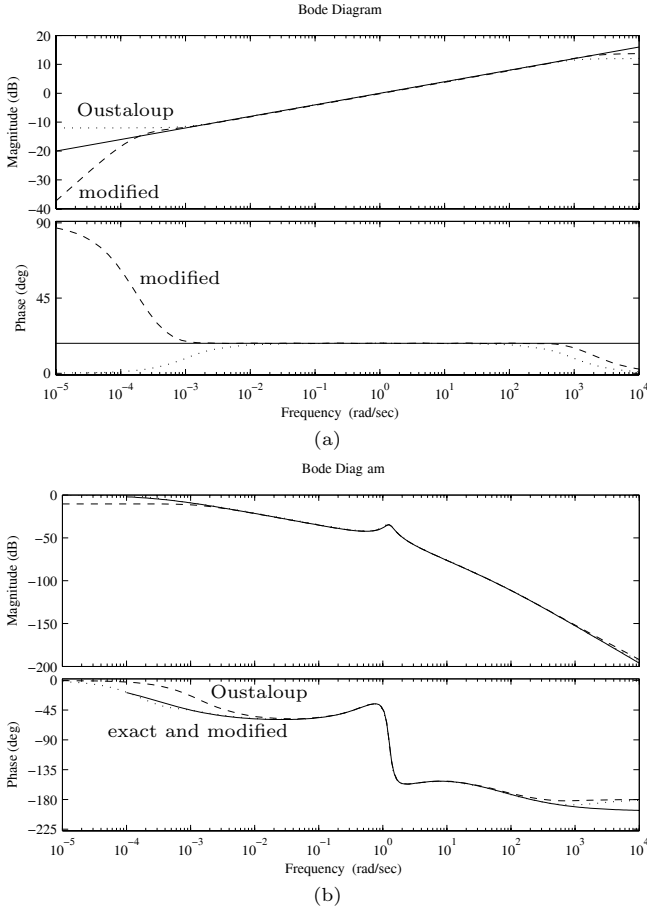 Bode Diagram
20
10
0
−10
−20
−30
−40
Magnitude (dB)
Oustaloup
modified
90
45
0
Phase (deg)
modified
10^−5 10^−4 10^−3 10^−2 10^−1 10^0 10^1 10^2 10^3 10^4
Frequency (rad/sec)
(a)
Bode Diag am
0
−50
−100
−150
−200
Magnitude (dB)
0
−45
−90
−135
−180
−225
Phase (deg)
Oustaloup
exact and modified
10^−5 10^−4 10^−3 10^−2 10^−1 10^0 10^1 10^2 10^3 10^4
Frequency (rad/sec)
(b)